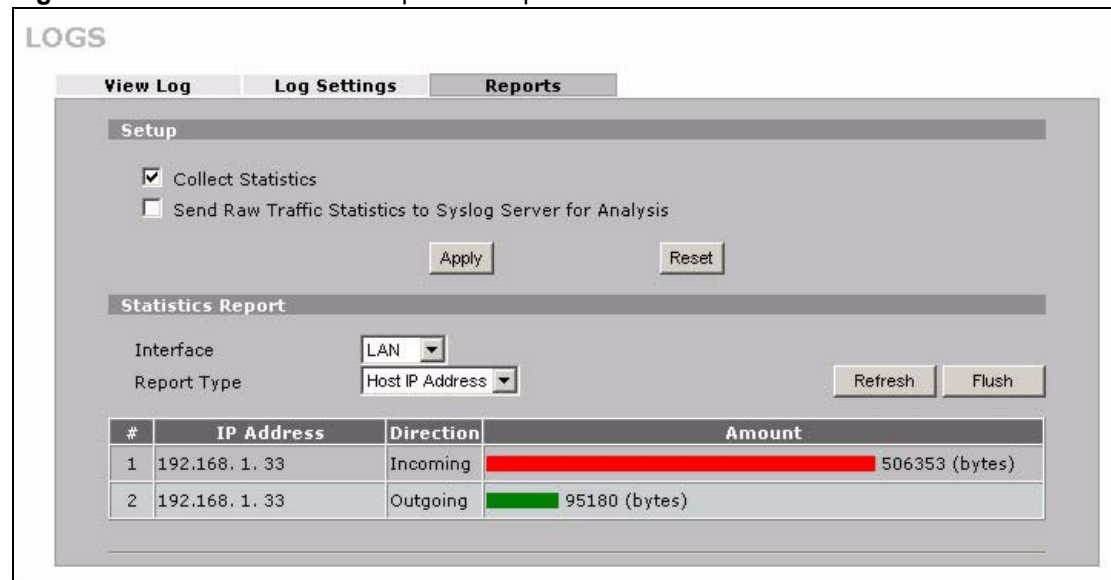 LOGS
View Log Log Settings Reports
Setup
Collect Statistics
Send Raw Traffic Statistics to Syslog Server for Analysis
Apply Reset
Statistics Report
Interface LAN
Report Type Host IP Address Refresh Flush
# IP Address Direction Amount
1 192.168. 1. 33 Incoming 506353 (bytes)
2 192.168. 1. 33 Outgoing 95180 (bytes)